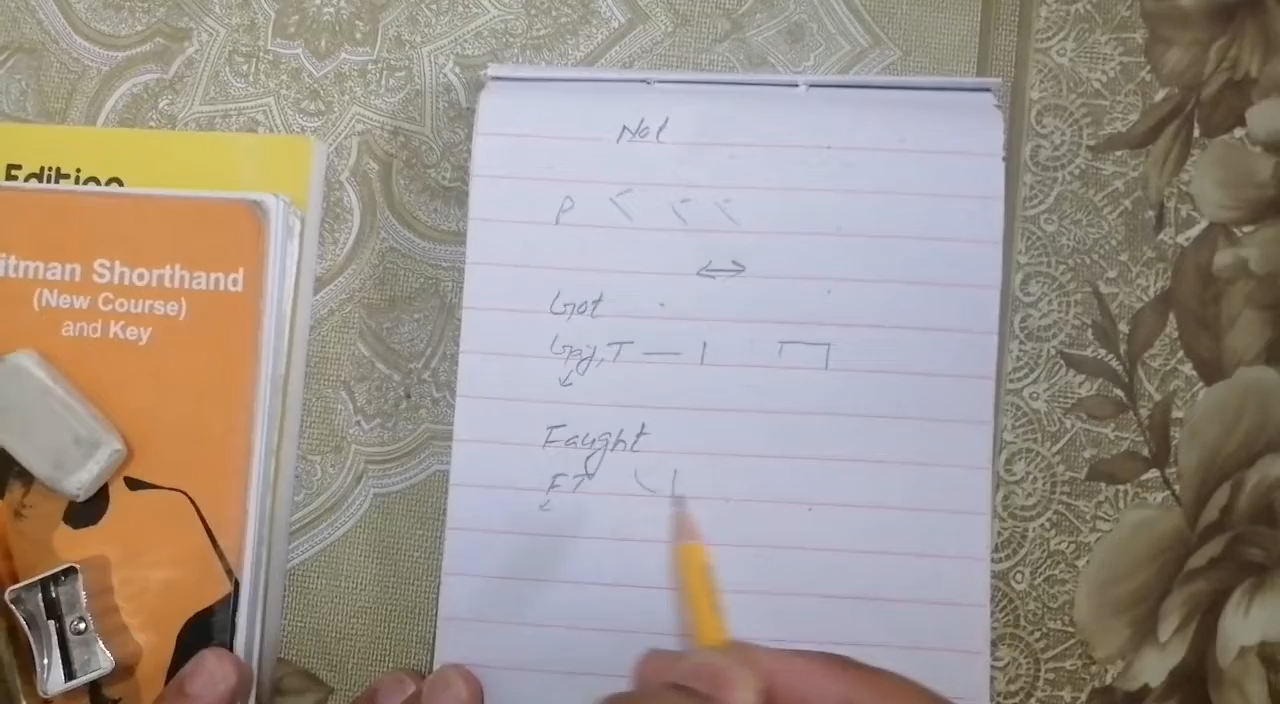 Edition
itman Shorthand
(New Course)
and Key
Not
P
Got
Gay, T
Faught
F T